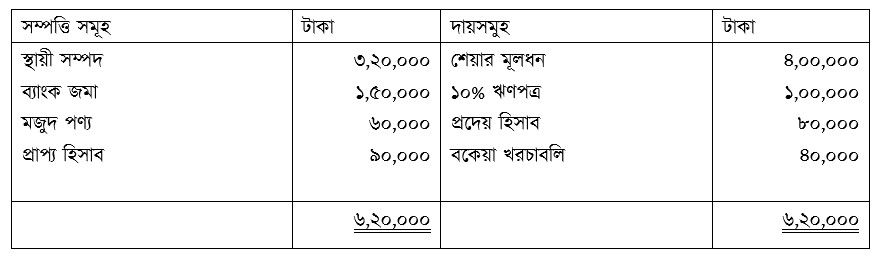 সম্পত্তি সমূহ টাকা দায়সমুহ টাকা
স্থায়ী সম্পদ ৩,২০,০০০ শেয়ার মূলধন ৪,০০,০০০
ব্যাংক জমা ১,৫০,০০০ ১০% ঋণপত্র ১,০০,০০০
মজুদ পণ্য ৬০,০০০ প্রদেয় হিসাব ৮০,০০০
প্রাপ্য হিসাব ৯০,০০০ বকেয়া খরচাবলি ৪০,০০০
৬,২০,০০০ ৬,২০,০০০